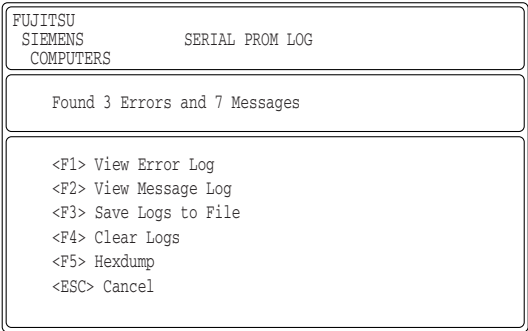 FUJITSU
SIEMENS SERIAL PROM LOG
COMPUTERS
Found 3 Errors and 7 Messages
<F1> View Error Log
<F2> View Message Log
<F3> Save Logs to File
<F4> Clear Logs
<F5> Hexdump
<ESC> Cancel